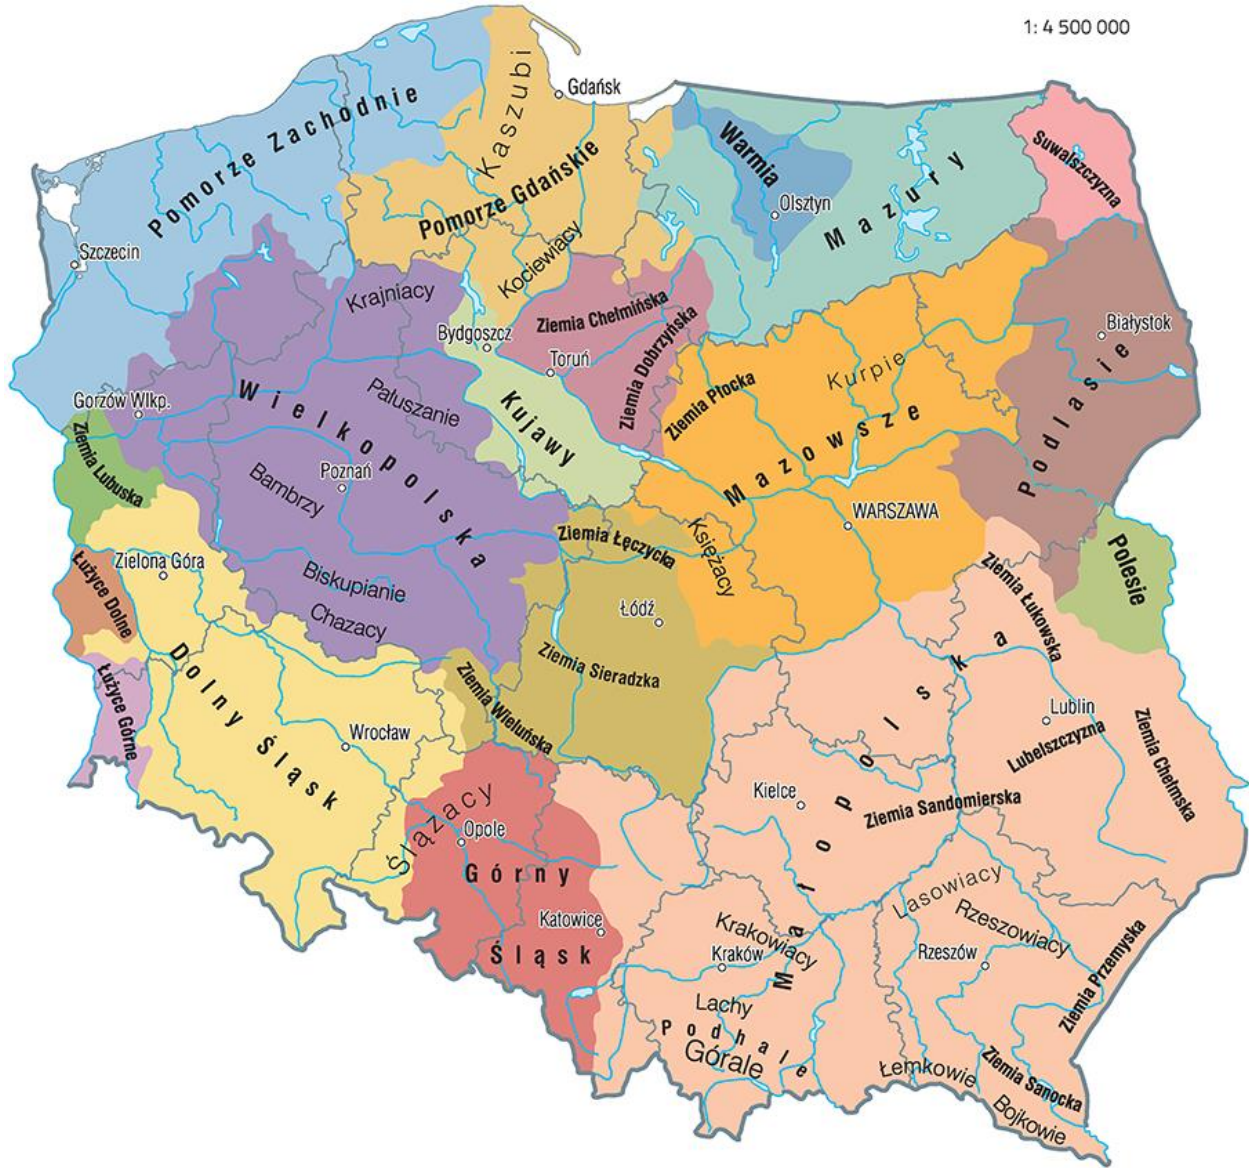 1: 4 500 000
Kaszubi
Gdańsk
Pomorze Zachodnie
Warmia
Suwalszczyzna
Pomorze Gdańskie
Olsztyn
Mazury
Szczecin
Kociewiacy
Krajniacy
Ziemia Chełmińska
Bydgoszcz
Białystok
Toruń
Ziemia Dobrzyńska
Kurpie
Ziemia Płocka
Podlasie
Gorzów Wlkp.
Wielkopolska
Pałuszanie
Kujawy
Mazowsze
Ziemia Lubuska
Poznań
Bambrzy
WARSZAWA
Ziemia Łęczycka
Księżacy
Polesie
Zielona Góra
Łużyce Dolne
Biskupianie
Chazacy
Łódź
Ziemia Łukowska
Ziemia Sieradzka
Dolny Śląsk
Łużyce Górne
Ziemia Wieluńska
Wrocław
Lublin
Lubelszczyzna
Ziemia Chełmska
Małopolska
Kielce
Ziemia Sandomierska
Ślązacy
Opole
Górny
Śląsk
Katowice
Lasowiacy
Rzeszowiacy
Krakowiacy
Kraków
Rzeszów
Ziemia Przemyska
Lachy
Podhale
Górale
Łemkowie
Ziemia Sanocka
Bojkowie